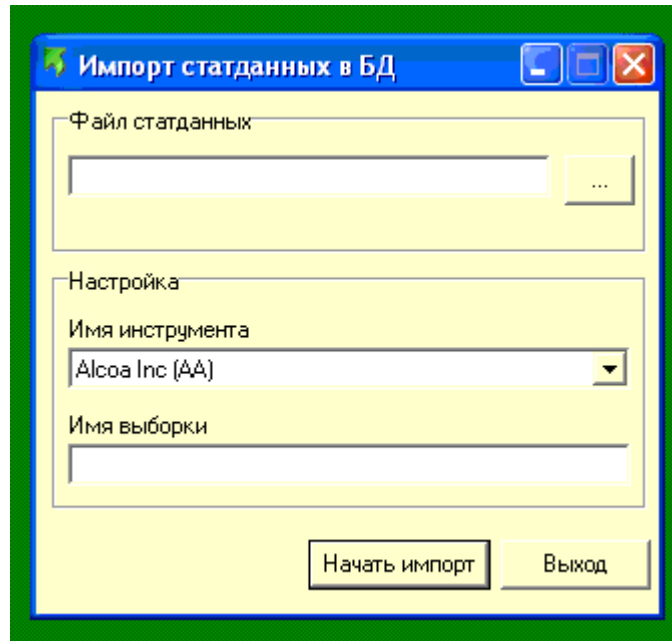 Импорт статданных в БД
Файл статданных
...
Настройка
Имя инструмента
Alcoa Inc (AA)
Имя выборки
Начать импорт
Выход